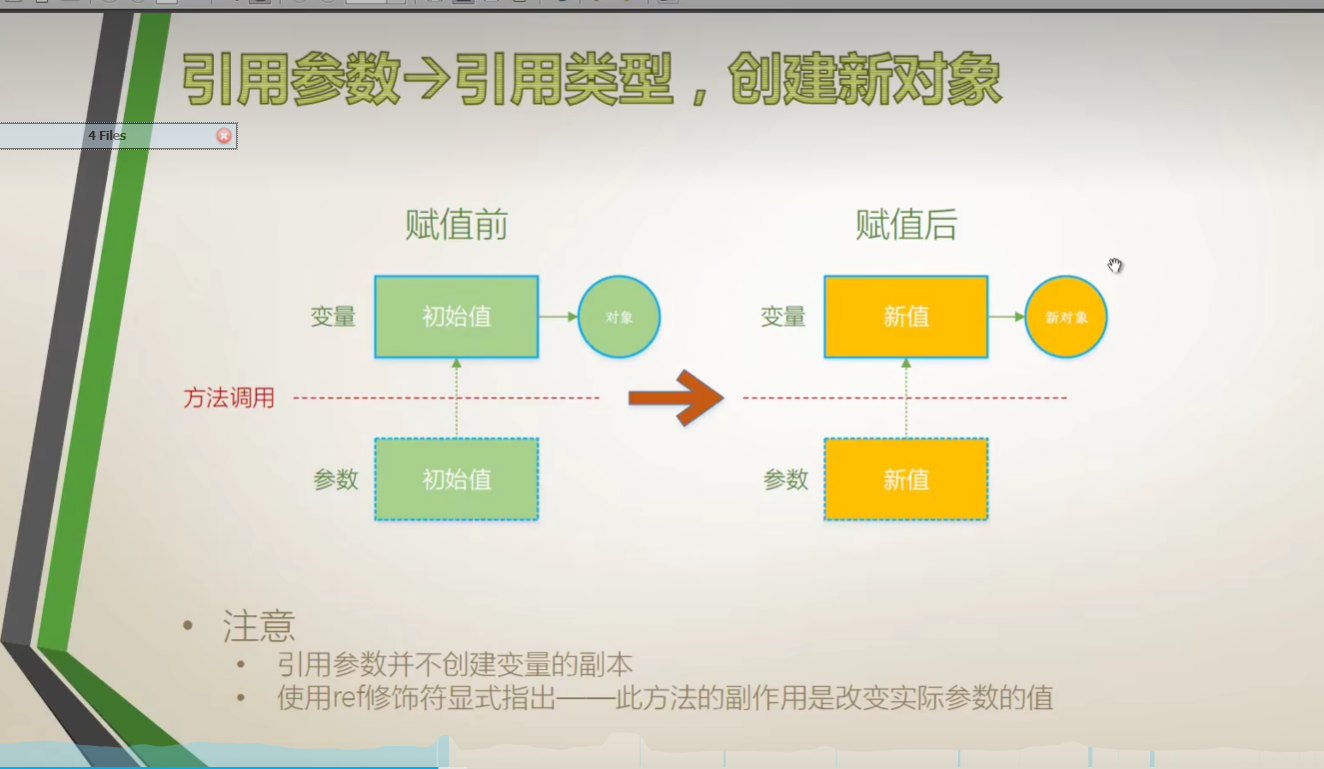 引用参数→引用类型，创建新对象
4 Files
赋值前
赋值后
变量
初始值
对象
变量
新值
新对象
方法调用
参数
初始值
参数
新值
• 注意
• 引用参数并不创建变量的副本
• 使用ref修饰符显式指出——此方法的副作用是改变实际参数的值